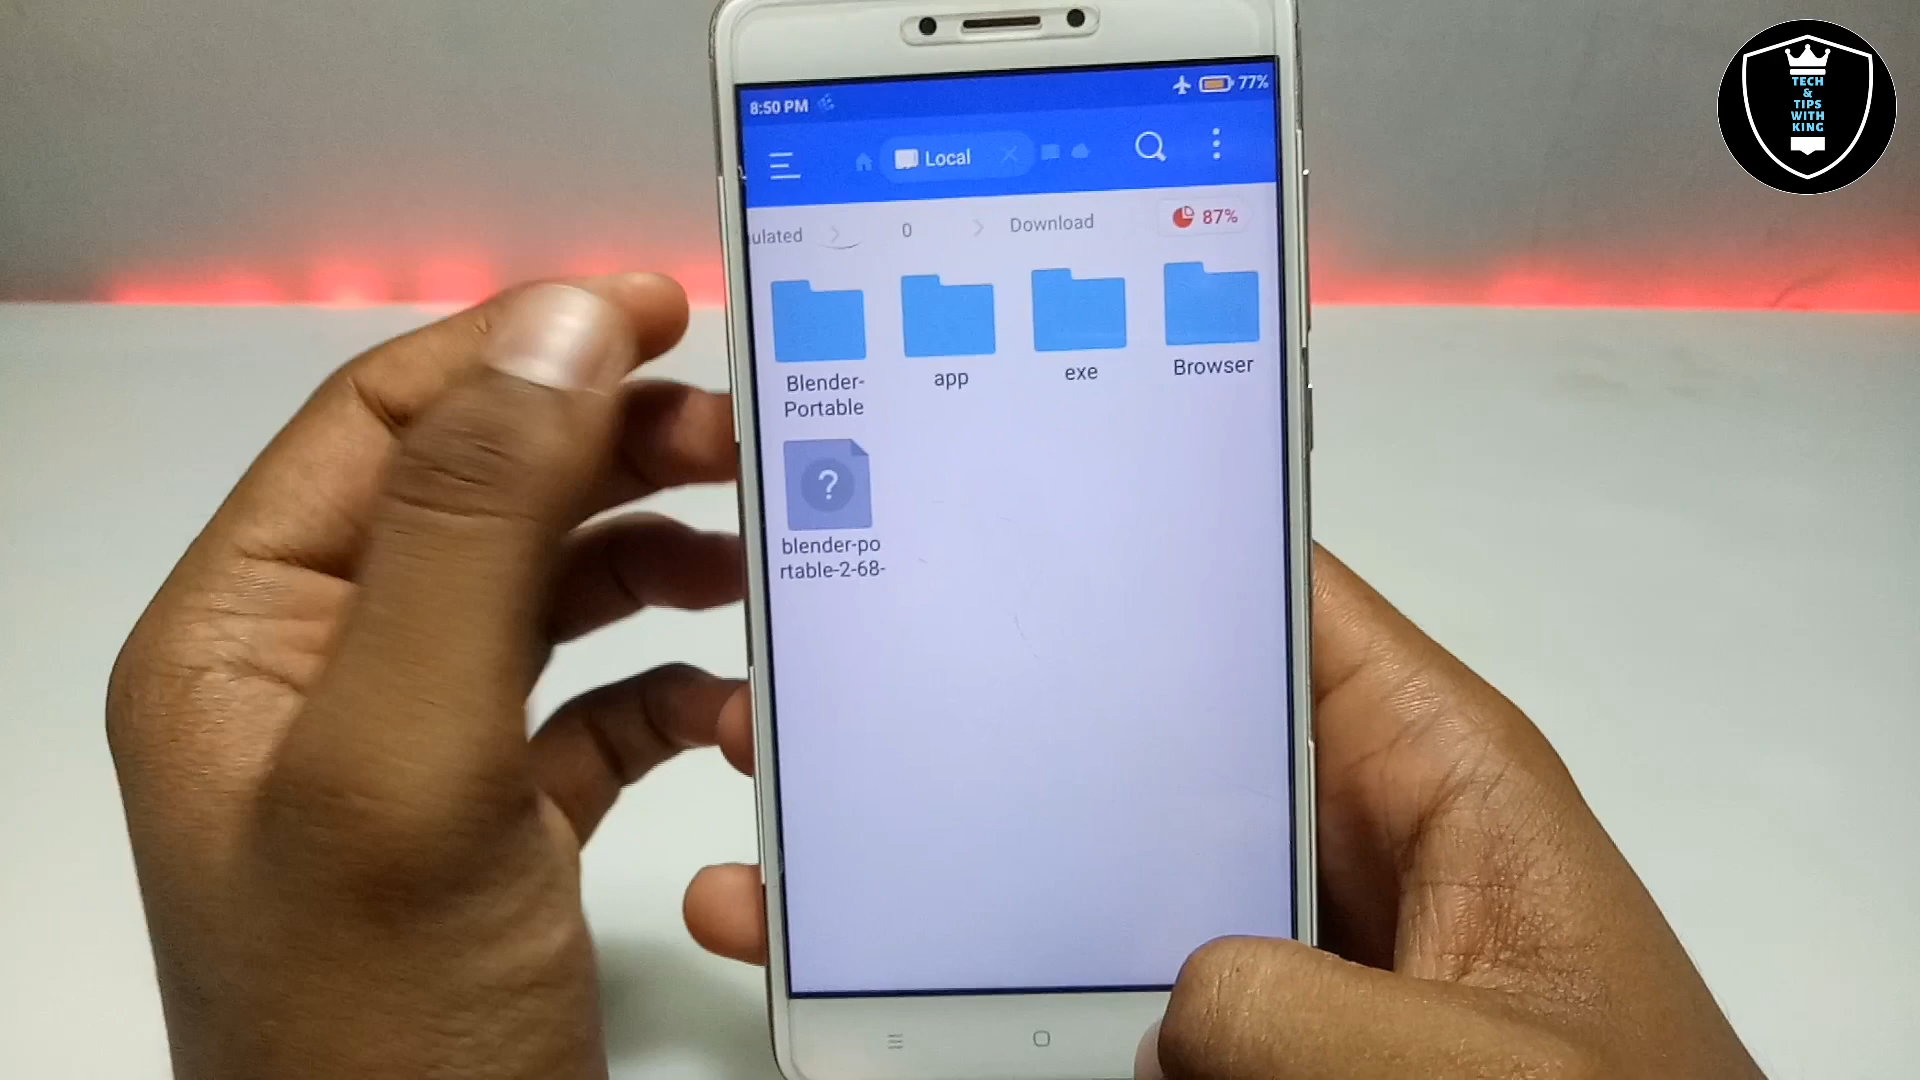 8:50 PM
77%
Local
ulated
0
Download
87%
Blender-
Portable
app
exe
Browser
?
blender-po
rtable-2-68-
TECH
&
TIPS
WITH
KING